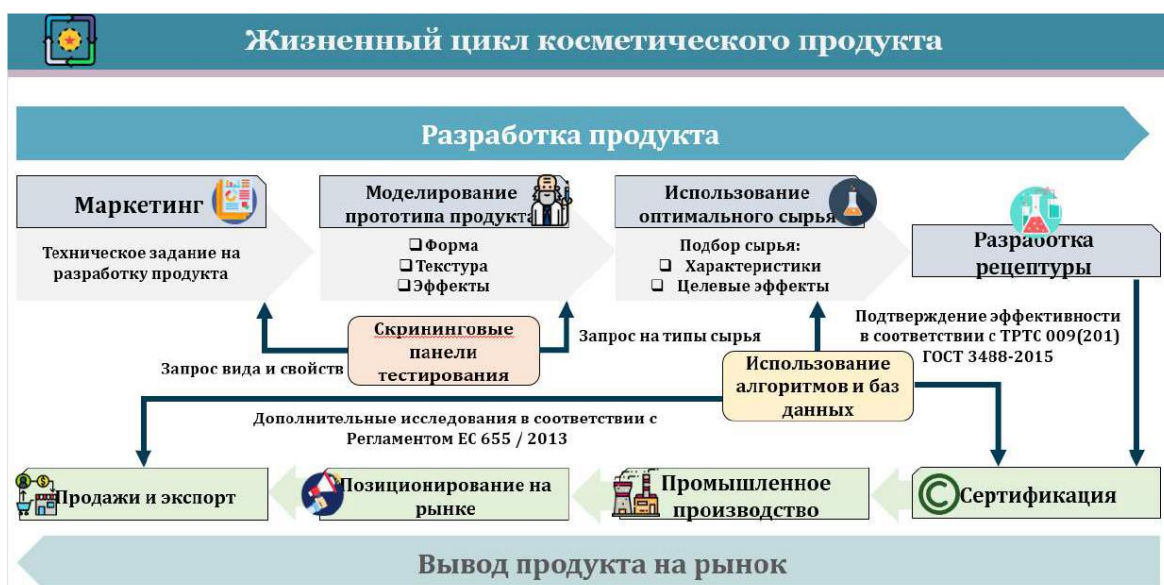 Жизненный цикл косметического продукта
Разработка продукта
Маркетинг
Техническое задание на
разработку продукта
Моделирование
прототипа продукта
Форма
Текстура
Эффекты
Использование
оптимального сырья
Подбор сырья:
Характеристики
Целевые эффекты
Разработка
рецептуры
Скрининговые
панели
тестирования
Запрос вида и свойств
Запрос на типы сырья
Подтверждение эффективности
в соответствии с ТРТС 009(201)
ГОСТ 3488-2015
Использование
алгоритмов и баз
данных
Дополнительные исследования в соответствии с
Регламентом ЕС 655 / 2013
Продажи и экспорт
Позиционирование на
рынке
Промышленное
производство
Сертификация
Вывод продукта на рынок